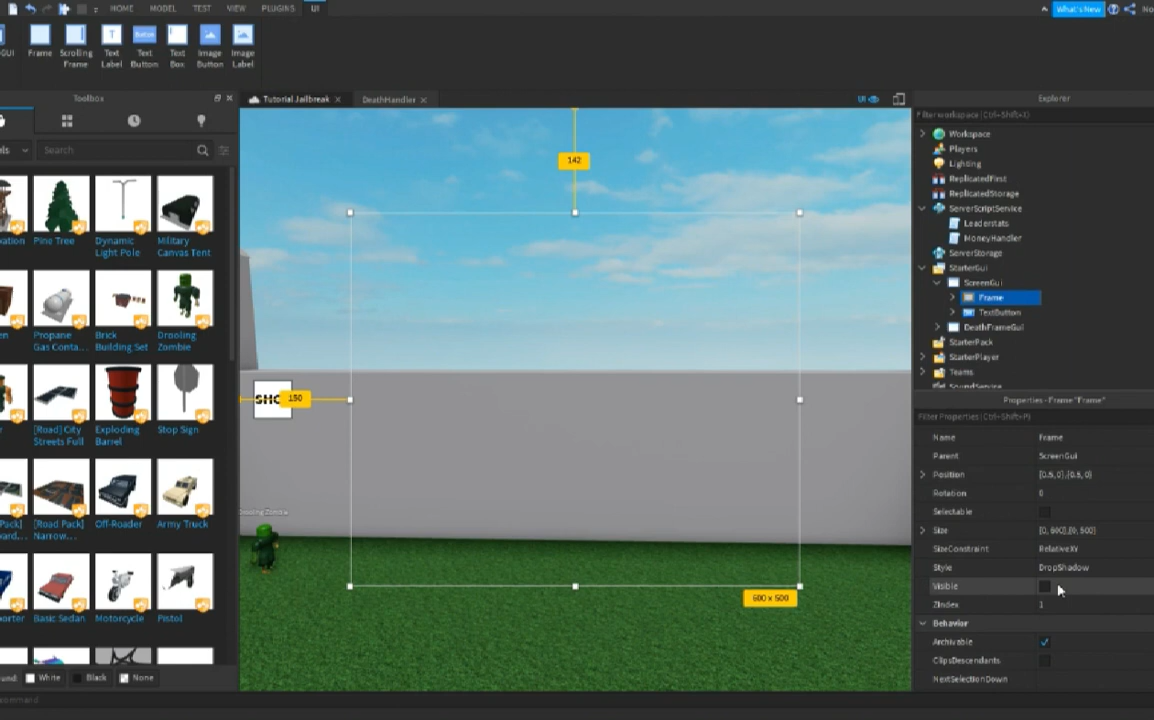 HOME MODEL TEST VIEW PLUGINS UI
What's New
GUI Frame Scrolling Frame Text Label Button Text Button Text Box Image Button Image Label
Toolbox
Tutorial Jailbreak
DeathHandler
UI
Search
Pine Tree
Dynamic Light Pole
Military Canvas Tent
Propane Gas Conta...
Brick Building Set
Drooling Zombie
[Road] City Streets Full
Exploding Barrel
Stop Sign
Pack]
[Road Pack] Narrow...
Off-Roader
Army Truck
Basic Sedan
Motorcycle
Pistol
White
Black
None
142
SHO
150
Drooling Zombie
600 x 500
Explorer
Filter workspace (Ctrl+Shift+X)
Workspace
Players
Lighting
ReplicatedFirst
ReplicatedStorage
ServerScriptService
Leaderstats
MoneyHandler
ServerStorage
StarterGui
ScreenGui
Frame
TextButton
DeathFrameGui
StarterPack
StarterPlayer
Teams
SoundService
Properties - Frame "Frame"
Filter Properties (Ctrl+Shift+P)
Name Frame
Parent ScreenGui
Position {0.5, 0},{0.5, 0}
Rotation 0
Selectable
Size {0, 600},{0, 500}
SizeConstraint RelativeXY
Style DropShadow
Visible
ZIndex 1
Behavior
Archivable
ClipsDescendants
NextSelectionDown